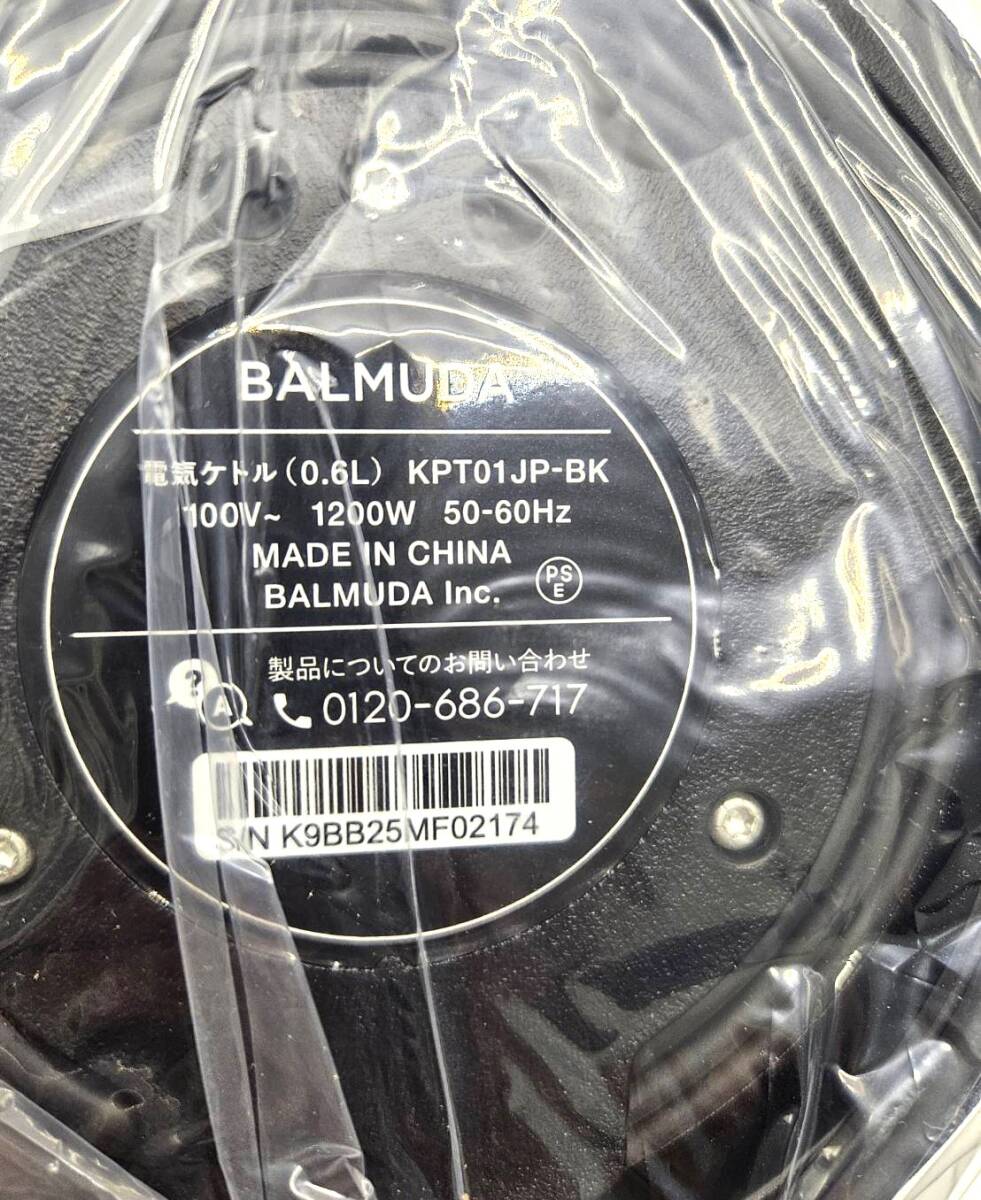 BALMUDA
電気ケトル（0.6L） KPT01JP-BK
100V~ 1200W 50-60Hz
MADE IN CHINA
BALMUDA Inc.
PS
E
製品についてのお問い合わせ
?
A
0120-686-717
S/N K9BB25MF02174